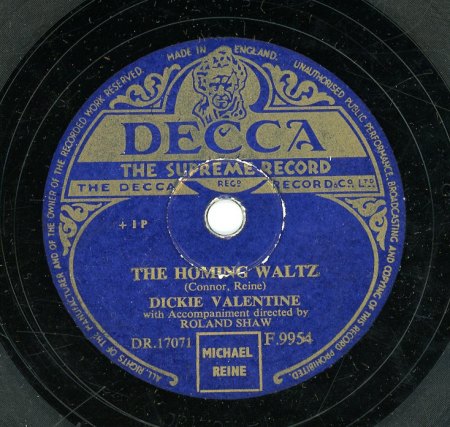 ALL RIGHTS OF THE MANUFACTURER AND OF THE OWNER OF THE RECORDED WORK RESERVED. MADE IN ENGLAND. UNAUTHORISED PUBLIC PERFORMANCE, BROADCASTING AND COPYING OF THIS RECORD PROHIBITED.
DECCA
THE SUPREME RECORD
THE DECCA REGD RECORD Co. LTD.
+ 1 P
THE HOMING WALTZ
(Connor, Reine)
DICKIE VALENTINE
with Accompaniment directed by
ROLAND SHAW
DR.17071 F.9954
MICHAEL
REINE